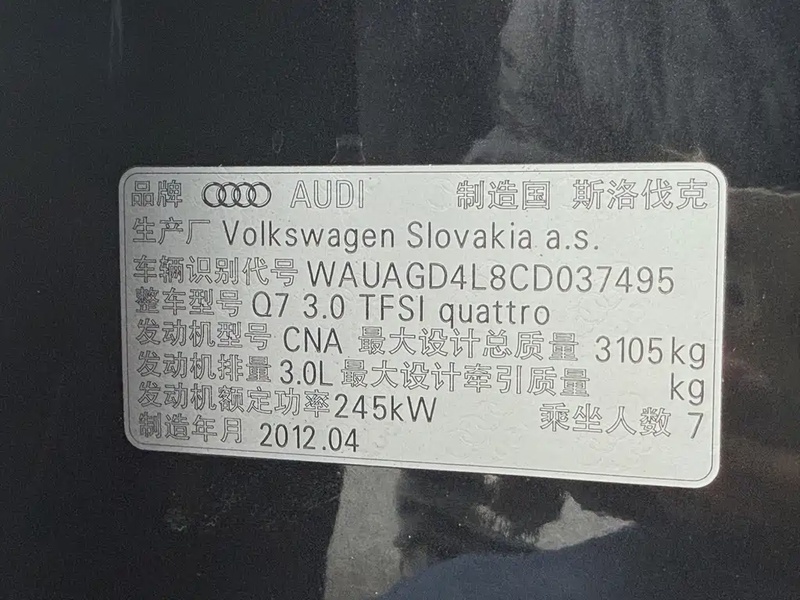 品牌 AUDI 制造国 斯洛伐克
生产厂 Volkswagen Slovakia a.s.
车辆识别代号 WAUAGD4L8CD037495
整车型号 Q7 3.0 TFSI quattro
发动机型号 CNA 最大设计总质量 3105kg
发动机排量 3.0L 最大设计牵引质量 kg
发动机额定功率 245kW 乘坐人数 7
制造年月 2012.04